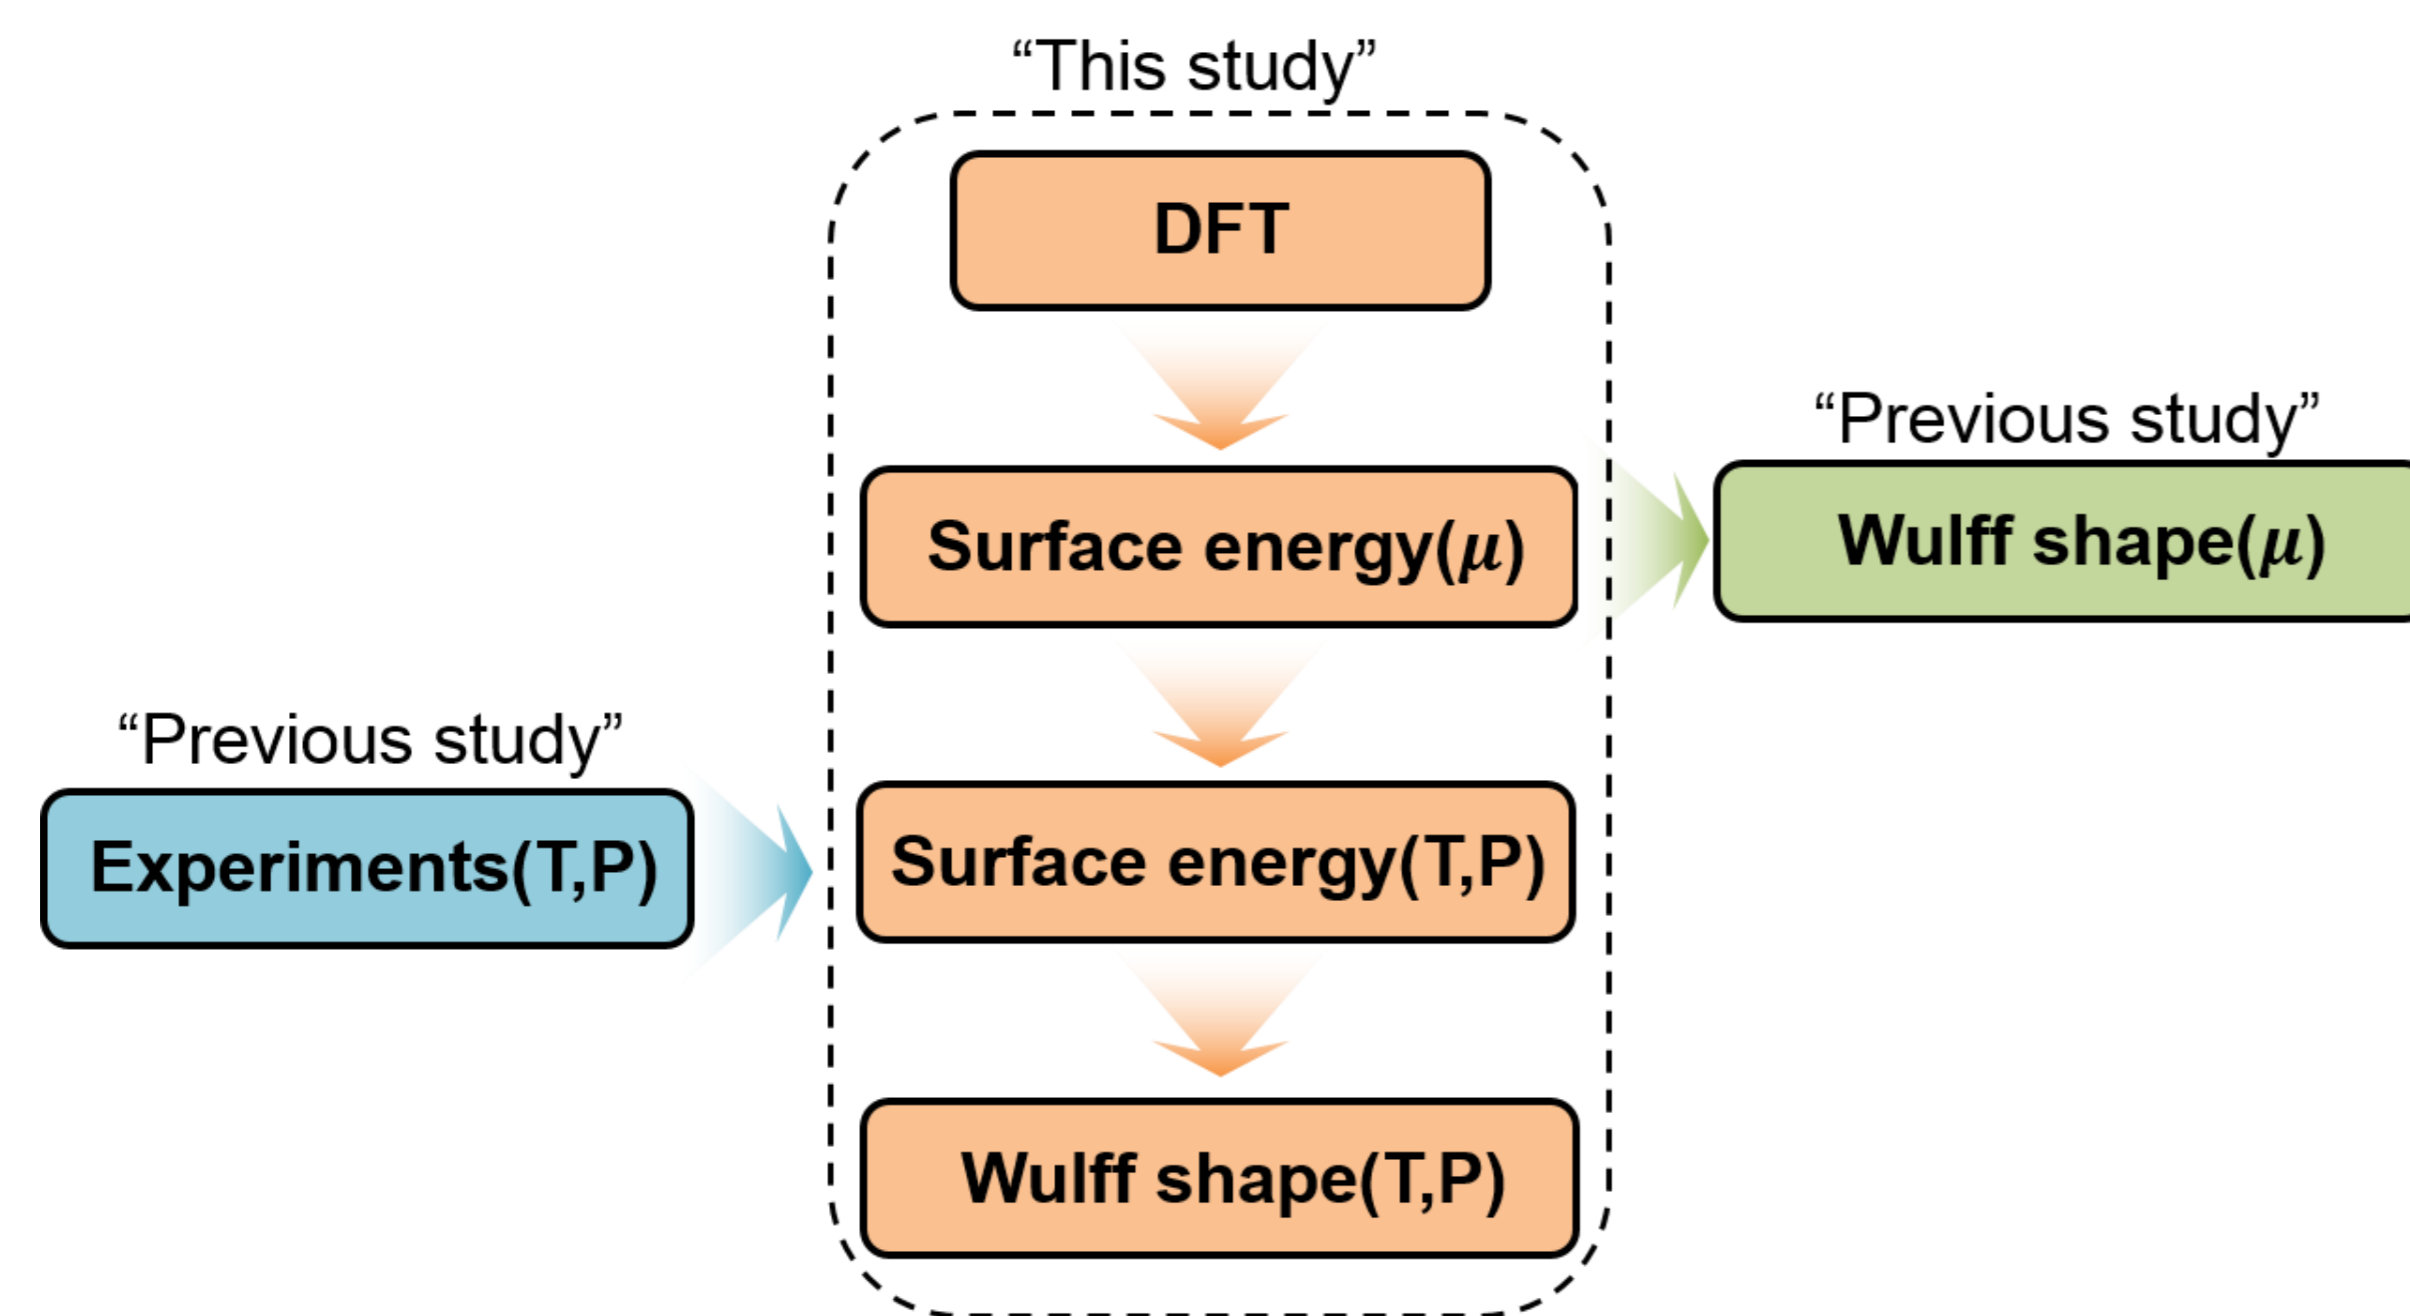 “This study”
DFT
“Previous study”
Surface energy(μ)
Wulff shape(μ)
“Previous study”
Experiments(T,P)
Surface energy(T,P)
Wulff shape(T,P)